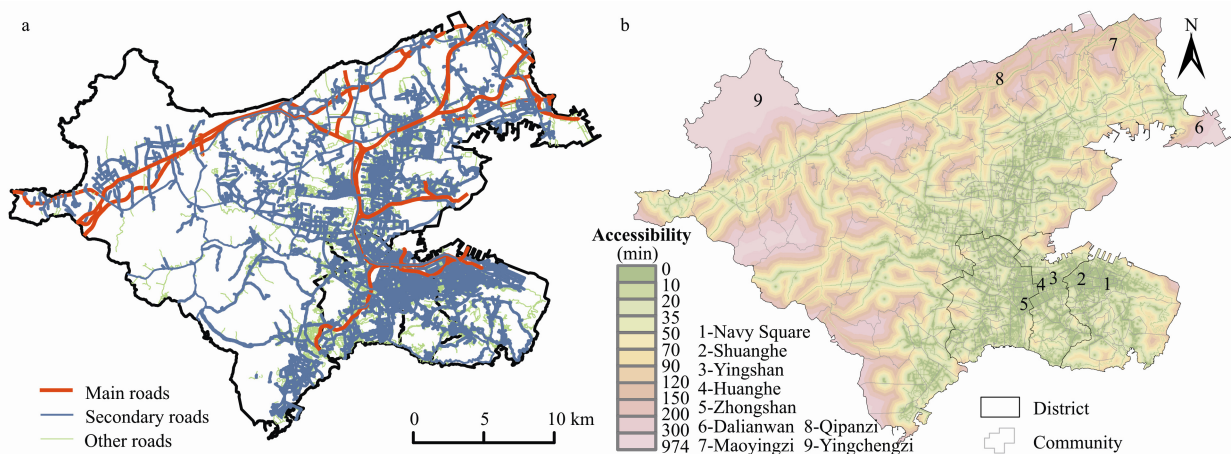 a
Main roads
Secondary roads
Other roads
0 5 10 km
b
N
7
8
9
6
3
2
4
1
5
Accessibility
(min)
0
10
20
35
50
70
90
120
150
200
300
974
1-Navy Square
2-Shuanghe
3-Yingshan
4-Huanghe
5-Zhongshan
6-Dalianwan 8-Qipanzi
7-Maoyingzi 9-Yingchengzi
District
Community